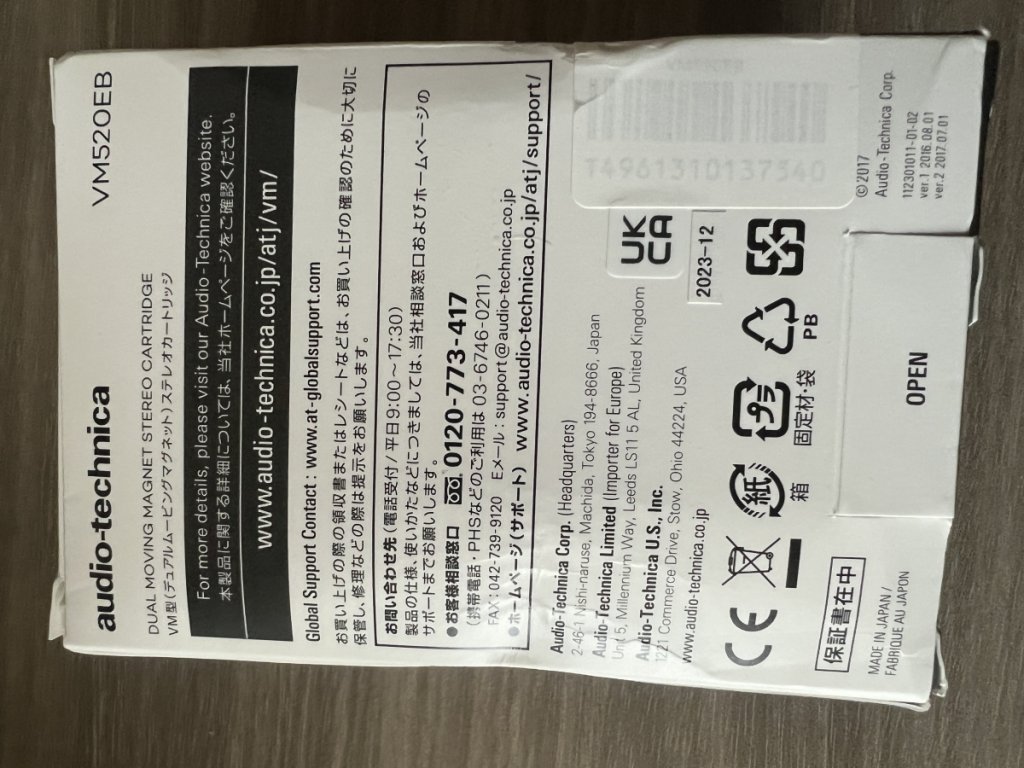 audio-technica
VM520EB
DUAL MOVING MAGNET STEREO CARTRIDGE
VM型(デュアルムービングマグネット)ステレオカートリッジ
For more details, please visit our Audio-Technica website.
本製品に関する詳細については、当社ホームページをご確認ください。
www.audio-technica.co.jp/atj/vm/
Global Support Contact : www.at-globalsupport.com
お買い上げの際の領収書またはレシートなどは、お買い上げの確認のために大切に
保管し、修理などの際は提示をお願いします。
お問い合わせ先(電話受付/平日9:00~17:30)
製品の仕様、使いかたなどにつきましては、当社相談窓口およびホームページの
サポートまでお願いします。
●お客様相談窓口 0120-773-417
(携帯電話・PHSなどのご利用は 03-6746-0211)
FAX:042-739-9120 Eメール:support@audio-technica.co.jp
●ホームページ(サポート) www.audio-technica.co.jp/atj/support/
Audio-Technica Corp. (Headquarters)
2-46-1 Nishi-naruse, Machida, Tokyo 194-8666, Japan
Audio-Technica Limited (Importer for Europe)
Unit 5, Millennium Way, Leeds LS11 5 AL, United Kingdom
Audio-Technica U.S., Inc.
1221 Commerce Drive, Stow, Ohio 44224, USA
www.audio-technica.co.jp
UK
CA
2023-12
T4961310137540
CE
紙
箱
プラ
固定材・袋
PB
保証書在中
MADE IN JAPAN /
FABRIQUÉ AU JAPON
OPEN
©2017
Audio-Technica Corp.
112301011-01-02
ver.1 2016.08.01
ver.2 2017.07.01